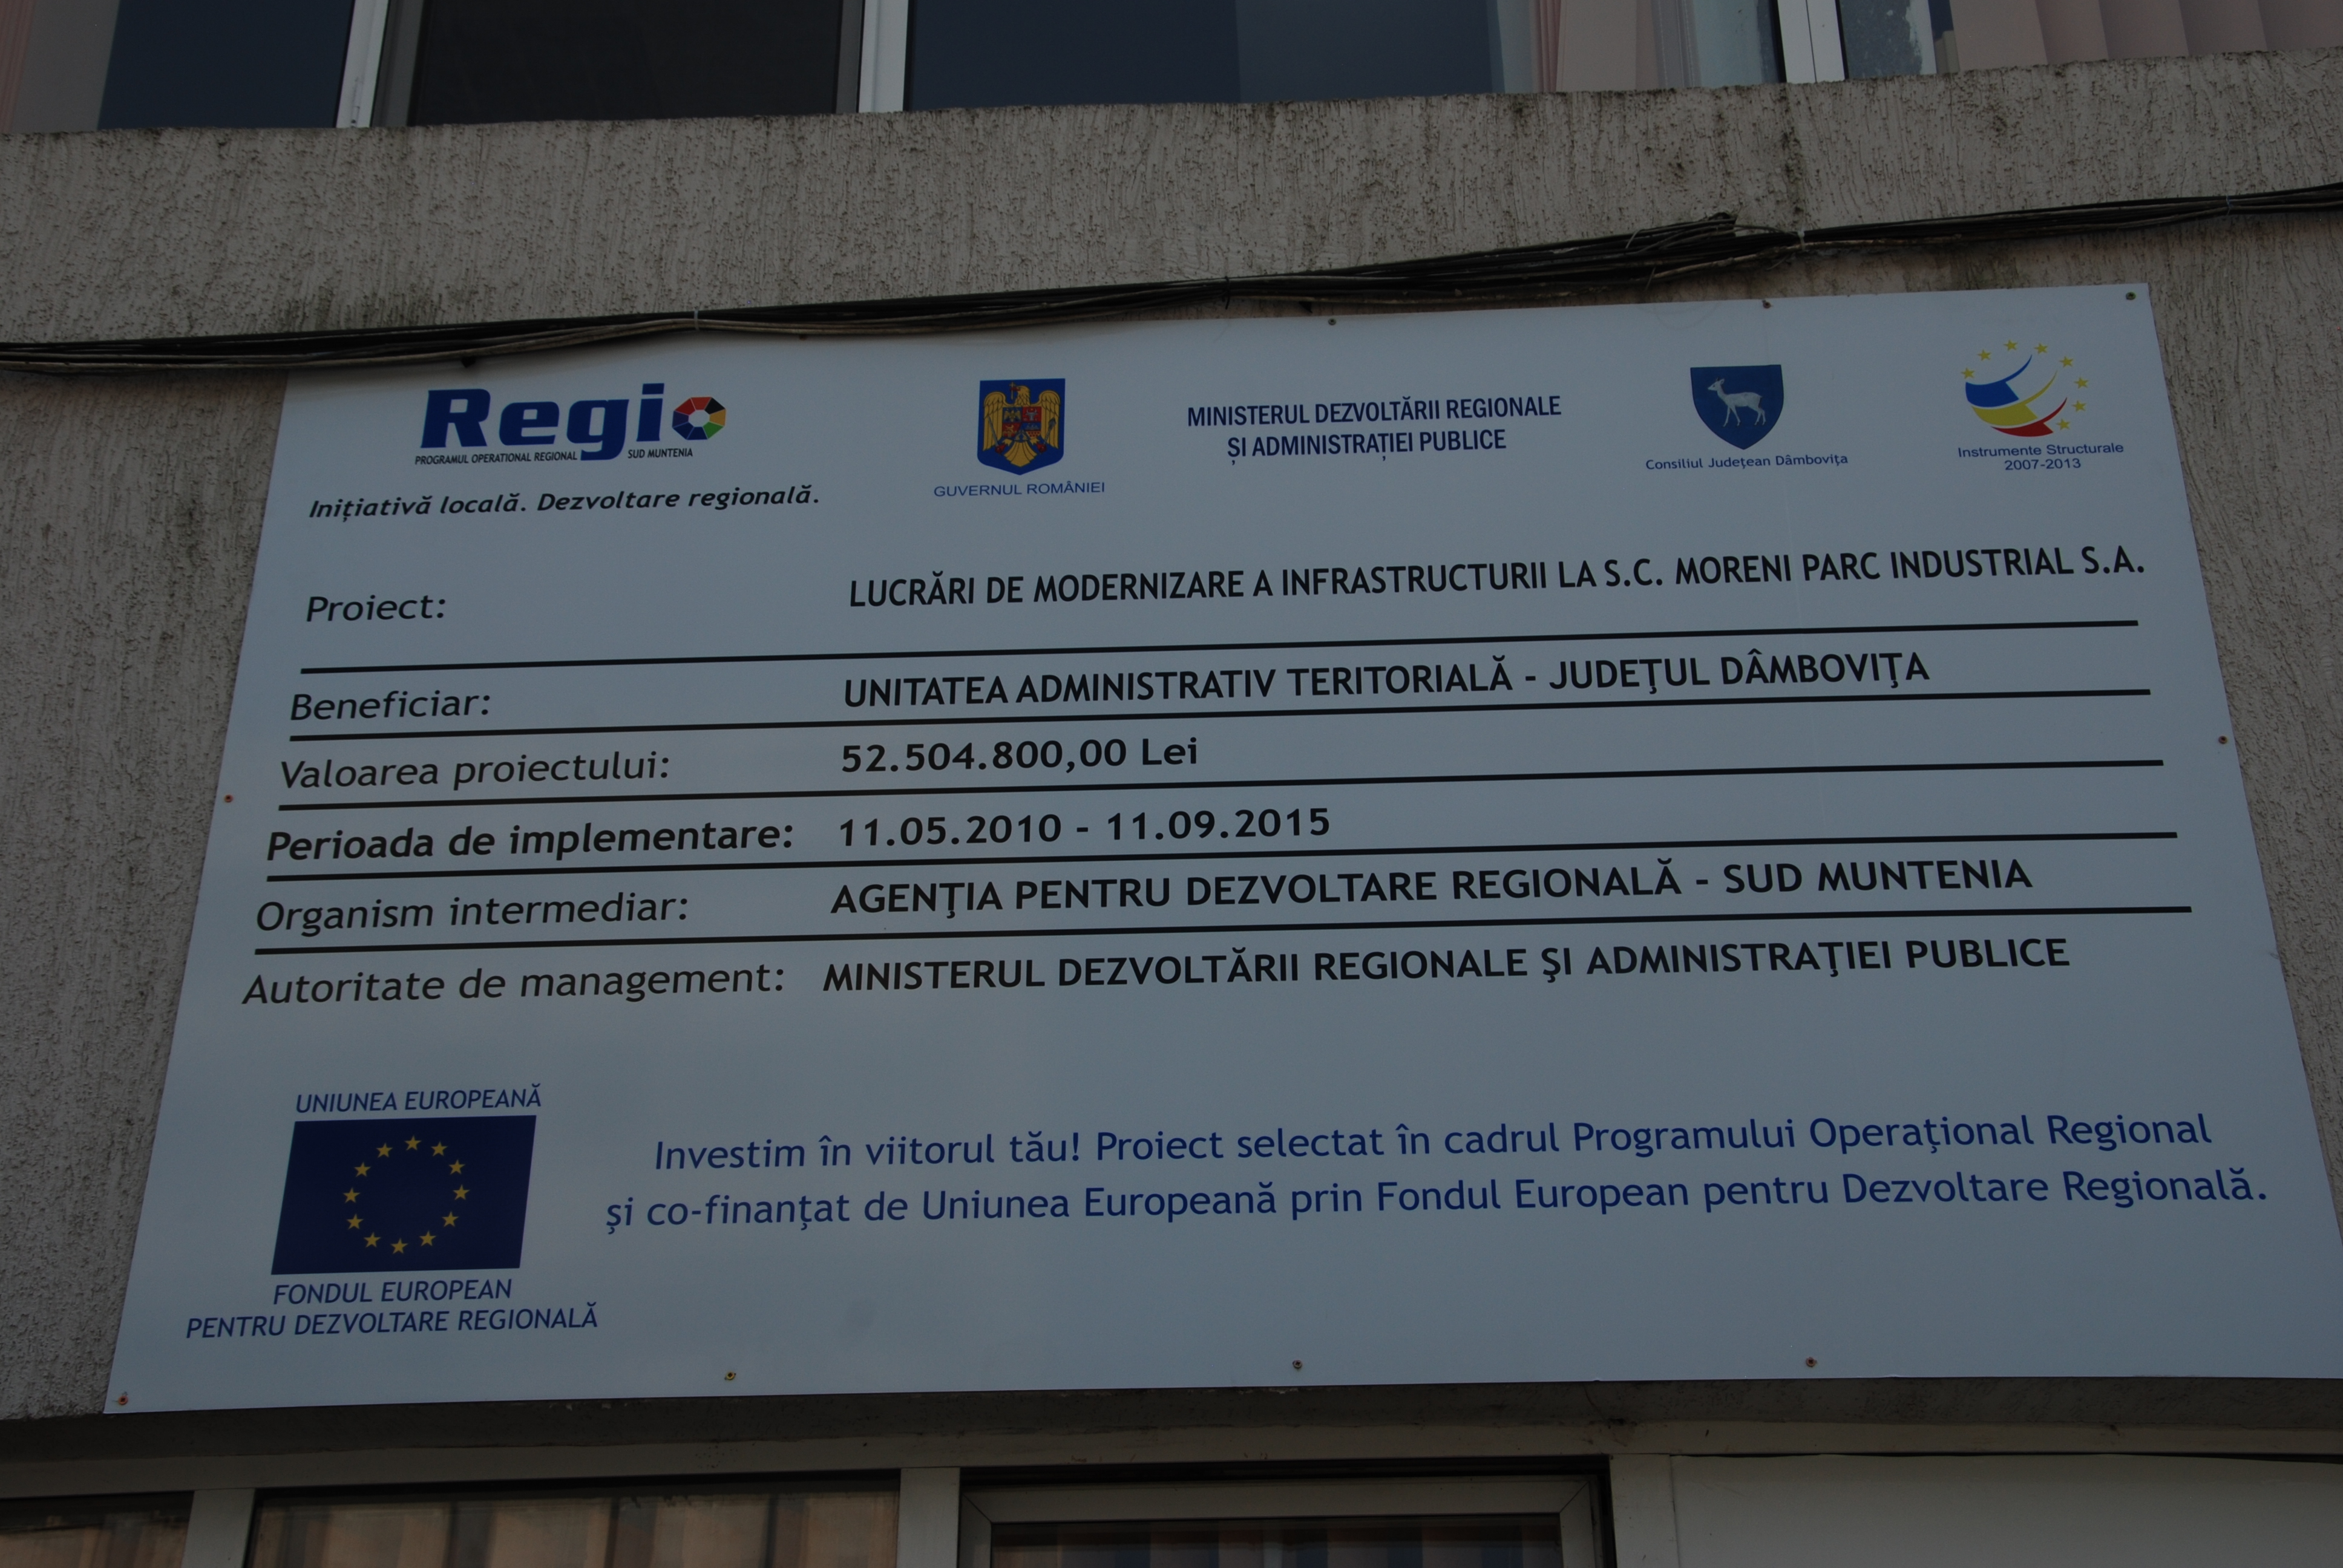 Regio
PROGRAMUL OPERATIONAL REGIONAL SUD MUNTENIA
Inițiativă locală. Dezvoltare regională.
GUVERNUL ROMÂNIEI
MINISTERUL DEZVOLTĂRII REGIONALE
ȘI ADMINISTRAȚIEI PUBLICE
Consiliul Județean Dâmbovița
Instrumente Structurale
2007-2013
Proiect: LUCRĂRI DE MODERNIZARE A INFRASTRUCTURII LA S.C. MORENI PARC INDUSTRIAL S.A.
Beneficiar: UNITATEA ADMINISTRATIV TERITORIALĂ - JUDEŢUL DÂMBOVIŢA
Valoarea proiectului: 52.504.800,00 Lei
Perioada de implementare: 11.05.2010 - 11.09.2015
Organism intermediar: AGENŢIA PENTRU DEZVOLTARE REGIONALĂ - SUD MUNTENIA
Autoritate de management: MINISTERUL DEZVOLTĂRII REGIONALE ŞI ADMINISTRAŢIEI PUBLICE
UNIUNEA EUROPEANĂ
FONDUL EUROPEAN
PENTRU DEZVOLTARE REGIONALĂ
Investim în viitorul tău! Proiect selectat în cadrul Programului Operaţional Regional
şi co-finanţat de Uniunea Europeană prin Fondul European pentru Dezvoltare Regională.